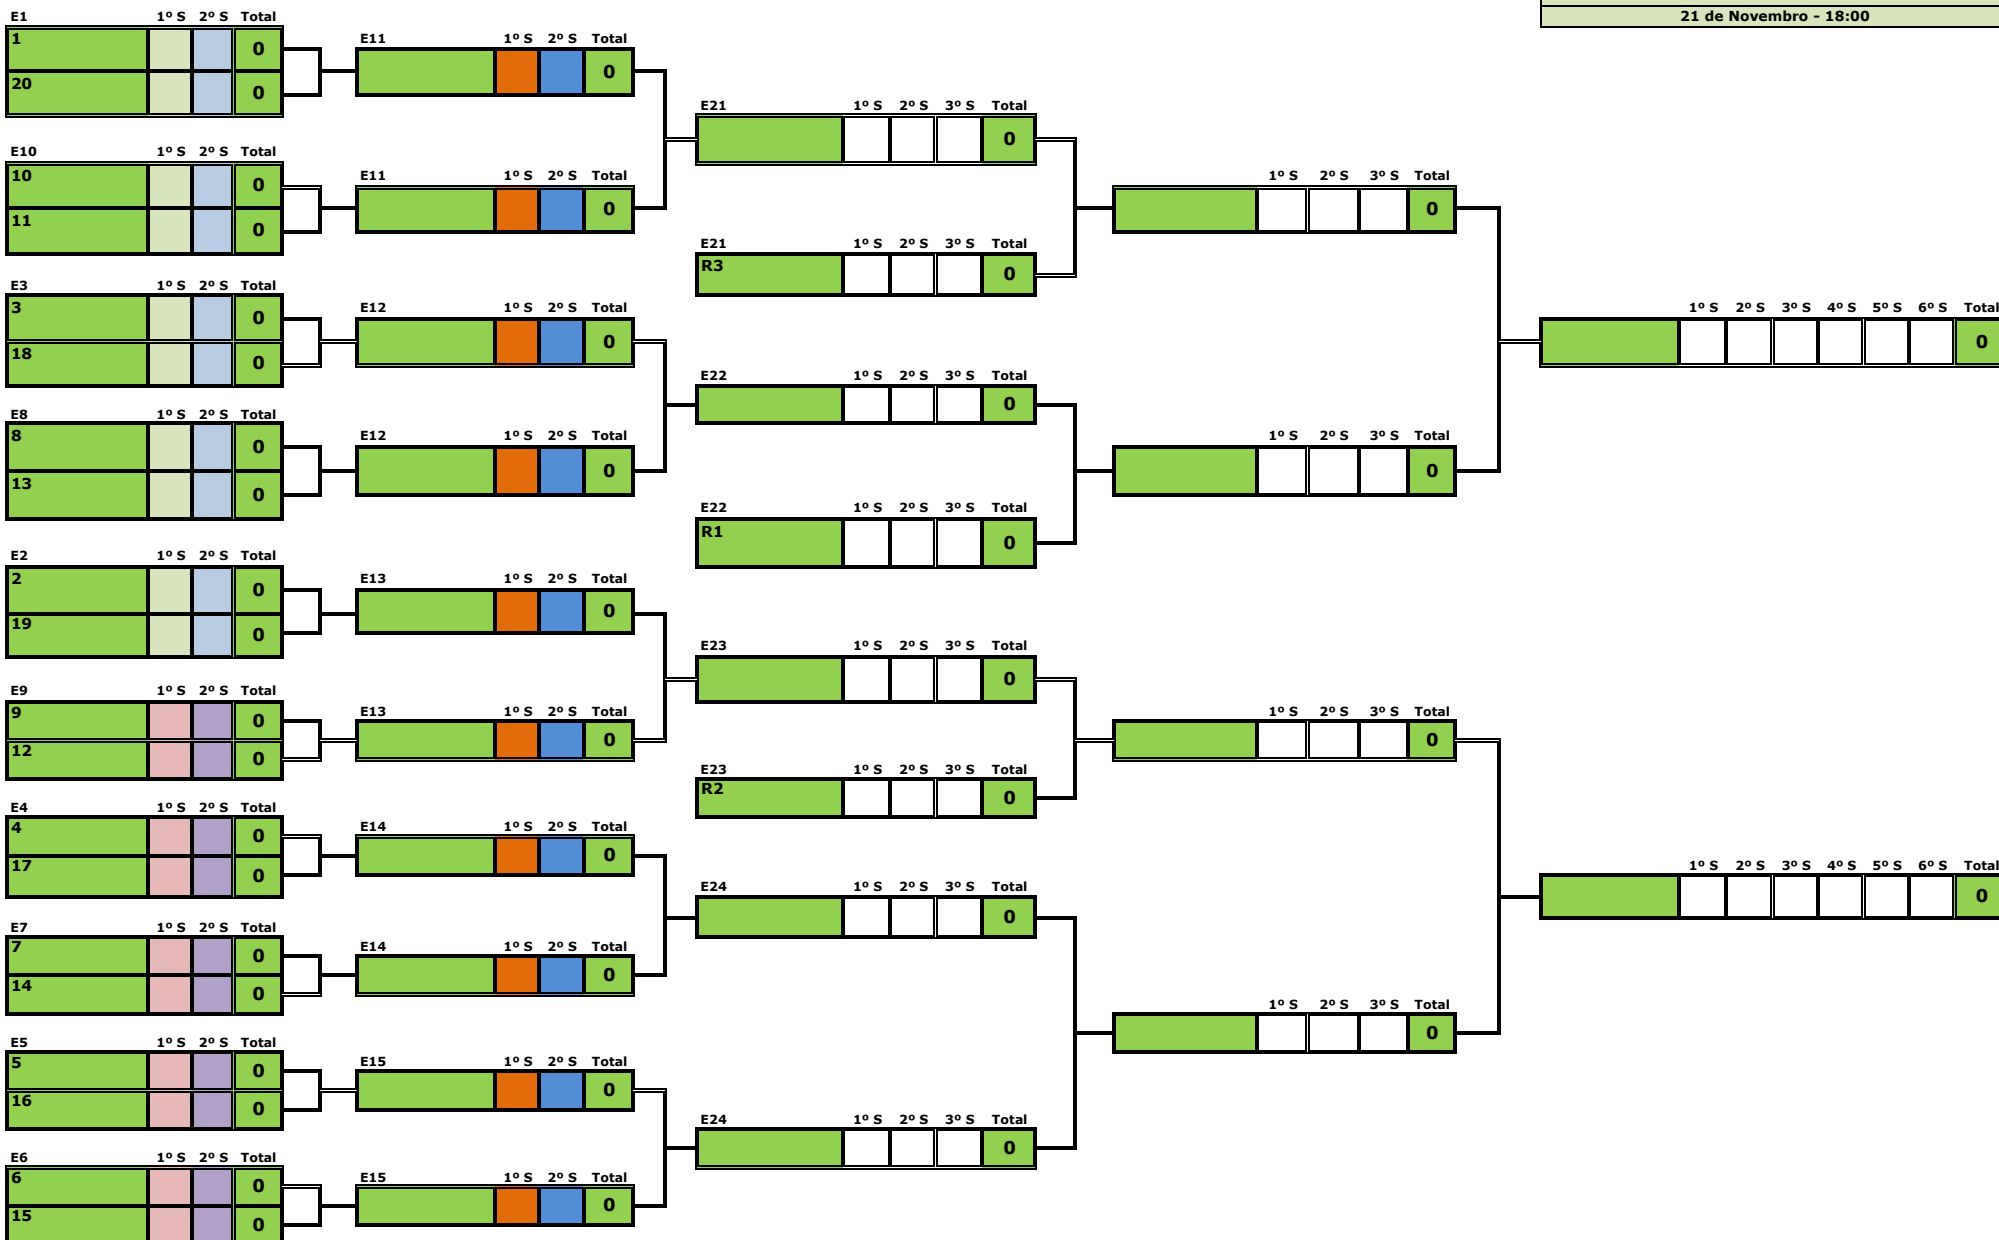 21 de Novembro - 18:00
E1 1º S 2º S Total
1 0
20 0
E10 1º S 2º S Total
10 0
11 0
E3 1º S 2º S Total
3 0
18 0
E8 1º S 2º S Total
8 0
13 0
E2 1º S 2º S Total
2 0
19 0
E9 1º S 2º S Total
9 0
12 0
E4 1º S 2º S Total
4 0
17 0
E7 1º S 2º S Total
7 0
14 0
E5 1º S 2º S Total
5 0
16 0
E6 1º S 2º S Total
6 0
15 0
E11 1º S 2º S Total
0
E11 1º S 2º S Total
0
E12 1º S 2º S Total
0
E12 1º S 2º S Total
0
E13 1º S 2º S Total
0
E13 1º S 2º S Total
0
E14 1º S 2º S Total
0
E14 1º S 2º S Total
0
E15 1º S 2º S Total
0
E15 1º S 2º S Total
0
E21 1º S 2º S 3º S Total
0
E21 1º S 2º S 3º S Total
R3 0
E22 1º S 2º S 3º S Total
0
E22 1º S 2º S 3º S Total
R1 0
E23 1º S 2º S 3º S Total
0
E23 1º S 2º S 3º S Total
R2 0
E24 1º S 2º S 3º S Total
0
E24 1º S 2º S 3º S Total
0
1º S 2º S 3º S Total
0
1º S 2º S 3º S Total
0
1º S 2º S 3º S Total
0
1º S 2º S 3º S Total
0
1º S 2º S 3º S 4º S 5º S 6º S Total
0
1º S 2º S 3º S 4º S 5º S 6º S Total
0